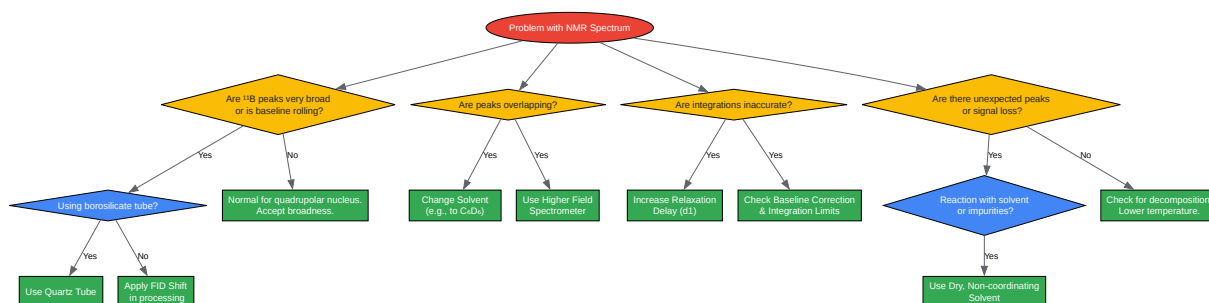 Problem with NMR Spectrum
Are ¹¹B peaks very broad
or is baseline rolling?
Are peaks overlapping?
Are integrations inaccurate?
Are there unexpected peaks
or signal loss?
Yes
No
Yes
Yes
Yes
Yes
Yes
No
Using borosilicate tube?
Normal for quadrupolar nucleus.
Accept broadness.
Change Solvent
(e.g., to C₆D₆)
Use Higher Field
Spectrometer
Increase Relaxation
Delay (d1)
Check Baseline Correction
& Integration Limits
Reaction with solvent
or impurities?
Check for decomposition
Lower temperature.
Yes
No
Yes
Use Quartz Tube
Apply FID Shift
in processing
Use Dry, Non-coordinating
Solvent